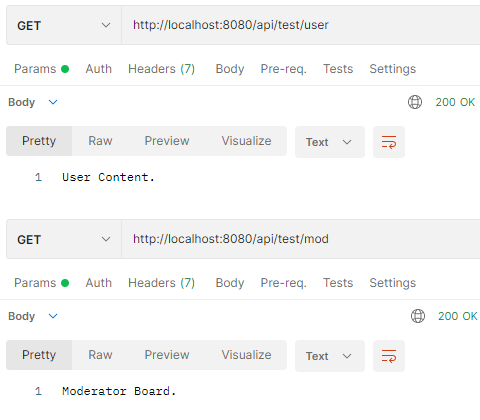 GET http://localhost:8080/api/test/user
Params Auth Headers (7) Body Pre-req. Tests Settings
Body 200 OK
Pretty Raw Preview Visualize Text
1 User Content.
GET http://localhost:8080/api/test/mod
Params Auth Headers (7) Body Pre-req. Tests Settings
Body 200 OK
Pretty Raw Preview Visualize Text
1 Moderator Board.